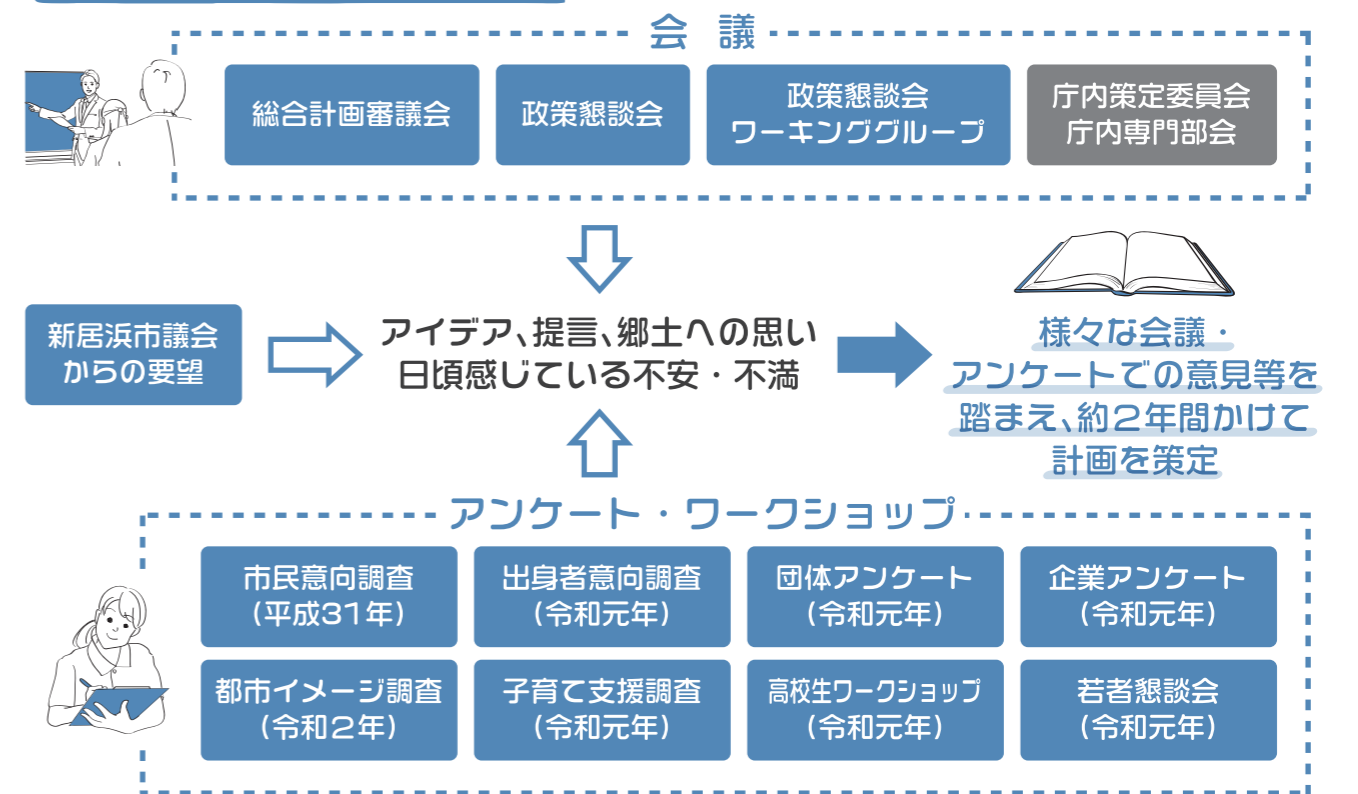 会 議
総合計画審議会
政策懇談会
政策懇談会
ワーキンググループ
庁内策定委員会
庁内専門部会
新居浜市議会
からの要望
アイデア、提言、郷土への思い
日頃感じている不安・不満
様々な会議・
アンケートでの意見等を
踏まえ、約2年間かけて
計画を策定
アンケート・ワークショップ
市民意向調査
(平成31年)
出身者意向調査
(令和元年)
団体アンケート
(令和元年)
企業アンケート
(令和元年)
都市イメージ調査
(令和2年)
子育て支援調査
(令和元年)
高校生ワークショップ
(令和元年)
若者懇談会
(令和元年)